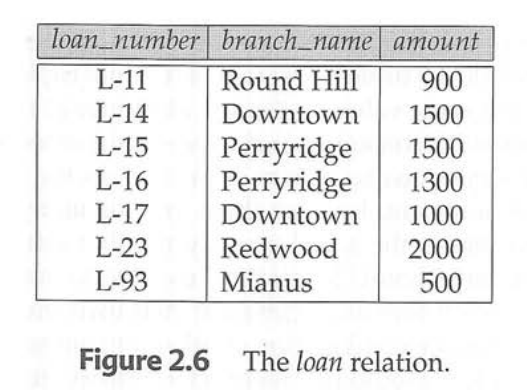 loan_number branch_name amount
L-11 Round Hill 900
L-14 Downtown 1500
L-15 Perryridge 1500
L-16 Perryridge 1300
L-17 Downtown 1000
L-23 Redwood 2000
L-93 Mianus 500
Figure 2.6 The loan relation.